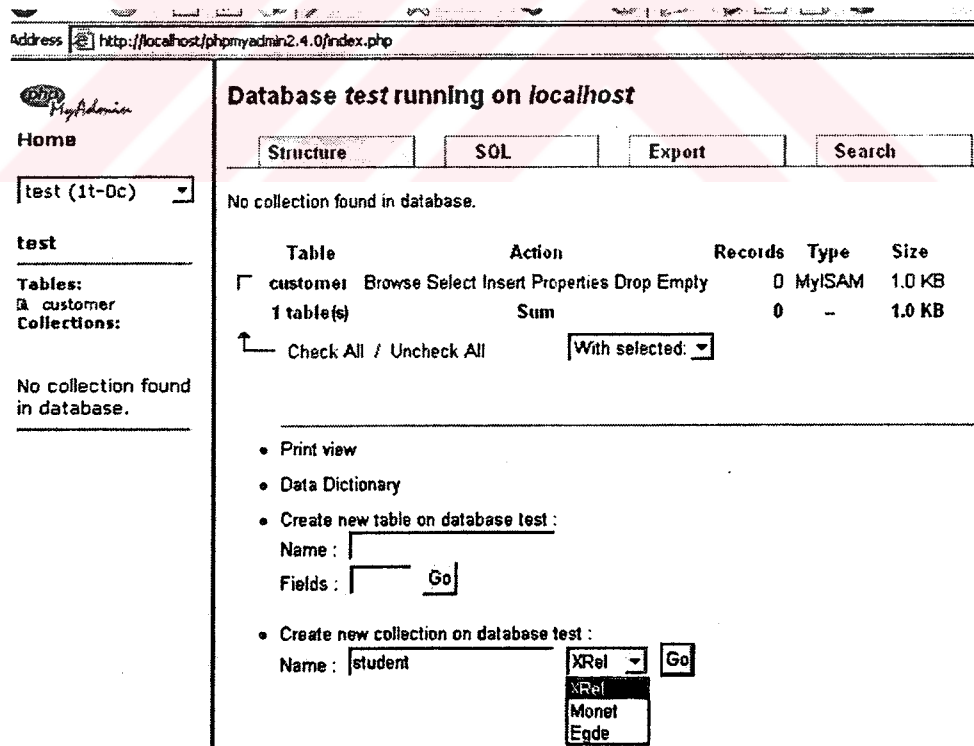 Address http://localhost/phpmyadmin2.4.0/index.php
php
MyAdmin
Home
test (1t-0c)
test
Tables:
customer
Collections:
No collection found
in database.
Database test running on localhost
Structure SQL Export Search
No collection found in database.
Table Action Records Type Size
customer Browse Select Insert Properties Drop Empty 0 MyISAM 1.0 KB
1 table(s) Sum 0 -- 1.0 KB
Check All / Uncheck All With selected:
• Print view
• Data Dictionary
• Create new table on database test :
Name :
Fields : Go
• Create new collection on database test :
Name : student XRel Go
XRel
Monet
Egde